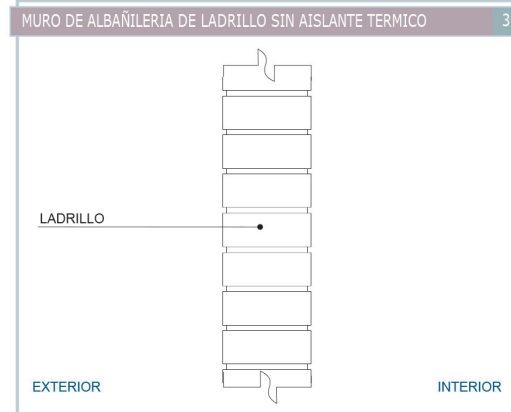 MURO DE ALBAÑILERIA DE LADRILLO SIN AISLANTE TERMICO 3
LADRILLO
EXTERIOR INTERIOR